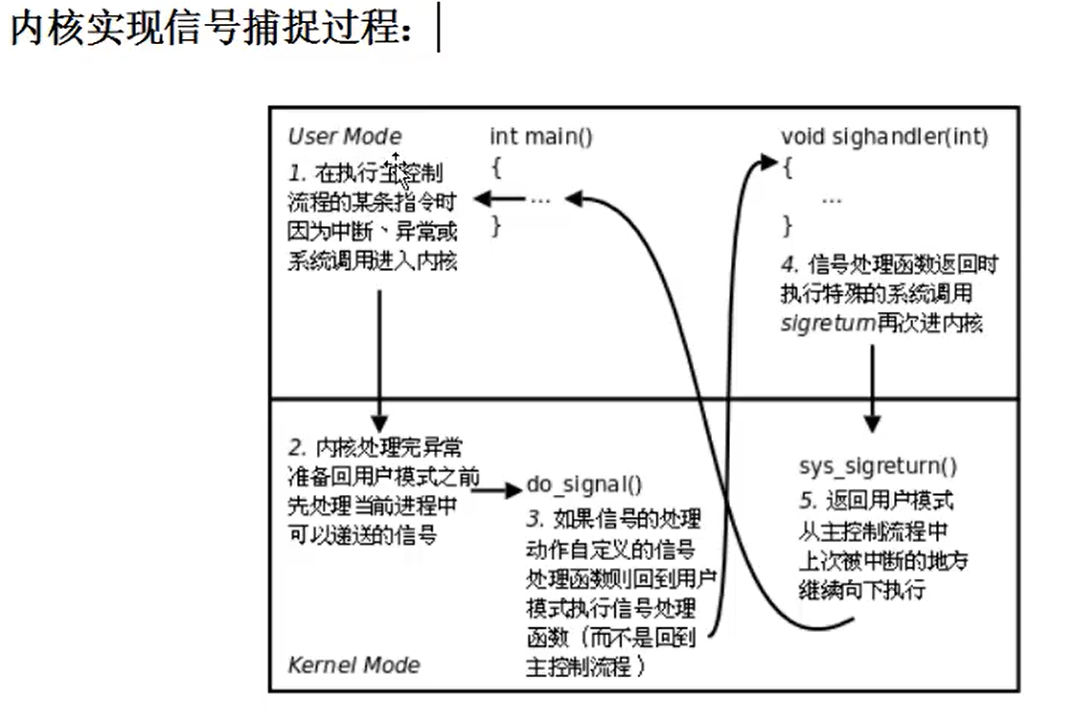 内核实现信号捕捉过程：
User Mode
1. 在执行主控制
流程的某条指令时
因为中断、异常或
系统调用进入内核
int main()
{
...
}
void sighandler(int)
{
...
}
4. 信号处理函数返回时
执行特殊的系统调用
sigreturn再次进内核
2. 内核处理完异常
准备回用户模式之前
先处理当前进程中
可以递送的信号
do_signal()
3. 如果信号的处理
动作自定义的信号
处理函数则回到用户
模式执行信号处理
函数（而不是回到
主控制流程）
sys_sigreturn()
5. 返回用户模式
从主控制流程中
上次被中断的地方
继续向下执行
Kernel Mode